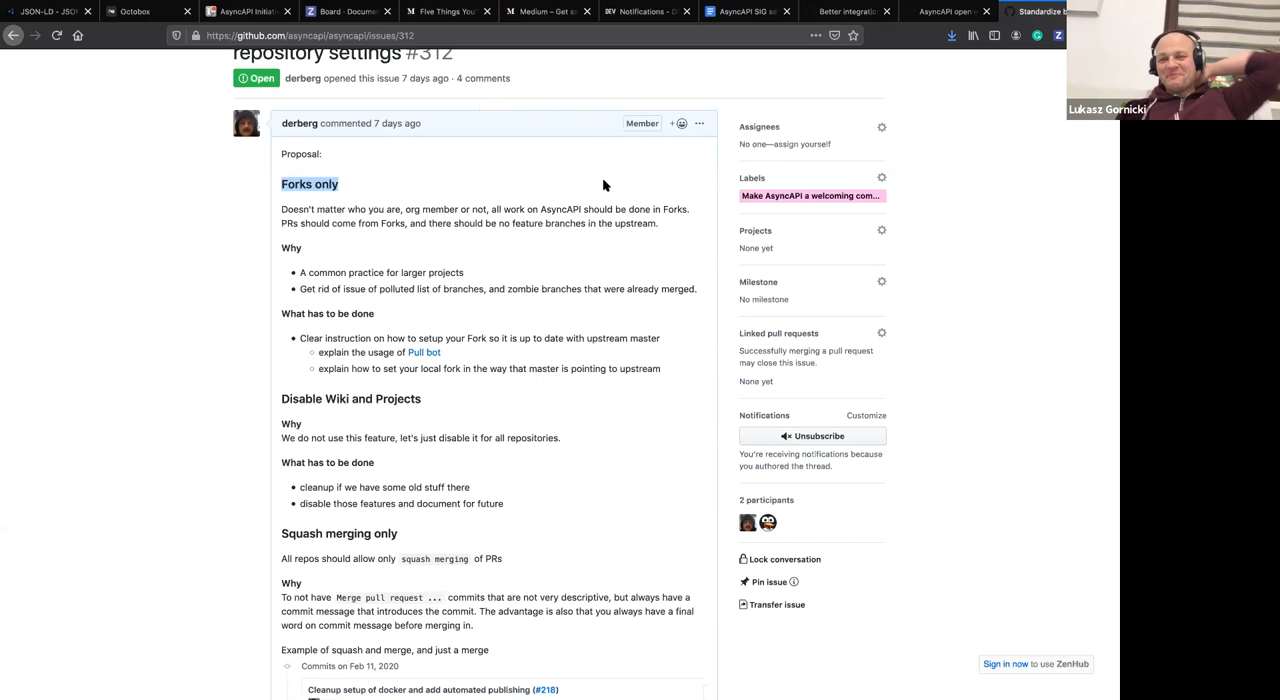 JSON-LD - JSON
Octobox
AsyncAPI Initiativ
Board · Docume
Five Things You'
Medium – Get s
DEV Notifications - D
AsyncAPI SIG se
Better integratio
AsyncAPI open
Standardize
https://github.com/asyncapi/asyncapi/issues/312
Lukasz Gornicki
repository settings #312
Open derberg opened this issue 7 days ago · 4 comments
derberg commented 7 days ago Member
Proposal:
Forks only
Doesn't matter who you are, org member or not, all work on AsyncAPI should be done in Forks.
PRs should come from Forks, and there should be no feature branches in the upstream.
Why
• A common practice for larger projects
• Get rid of issue of polluted list of branches, and zombie branches that were already merged.
What has to be done
• Clear instruction on how to setup your Fork so it is up to date with upstream master
○ explain the usage of Pull bot
○ explain how to set your local fork in the way that master is pointing to upstream
Disable Wiki and Projects
Why
We do not use this feature, let's just disable it for all repositories.
What has to be done
• cleanup if we have some old stuff there
• disable those features and document for future
Squash merging only
All repos should allow only squash merging of PRs
Why
To not have Merge pull request ... commits that are not very descriptive, but always have a
commit message that introduces the commit. The advantage is also that you always have a final
word on commit message before merging in.
Example of squash and merge, and just a merge
Commits on Feb 11, 2020
Cleanup setup of docker and add automated publishing (#218)
Assignees
No one—assign yourself
Labels
Make AsyncAPI a welcoming com...
Projects
None yet
Milestone
No milestone
Linked pull requests
Successfully merging a pull request
may close this issue.
None yet
Notifications Customize
Unsubscribe
You're receiving notifications because
you authored the thread.
2 participants
Lock conversation
Pin issue
Transfer issue
Sign in now to use ZenHub